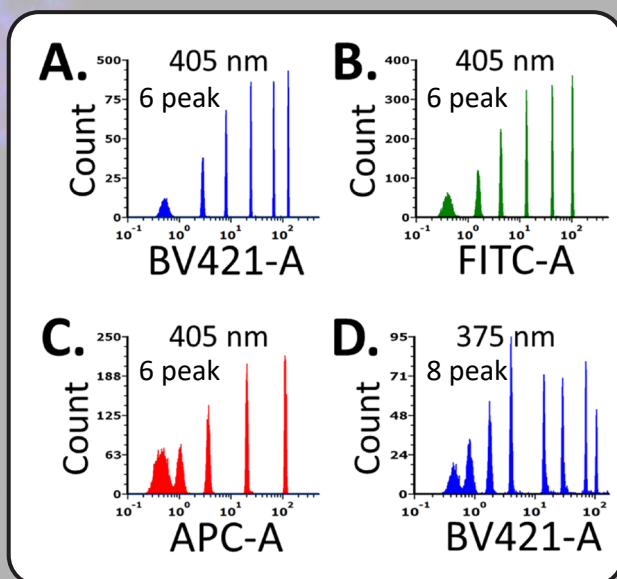 A.
405 nm
6 peak
Count
500
75
50
25
0
10-1
100
101
102
BV421-A
B.
405 nm
6 peak
Count
400
300
200
100
0
10-1
100
101
102
FITC-A
C.
405 nm
6 peak
Count
250
188
125
63
0
10-1
100
101
102
APC-A
D.
375 nm
8 peak
Count
95
71
48
24
0
10-1
100
101
102
BV421-A